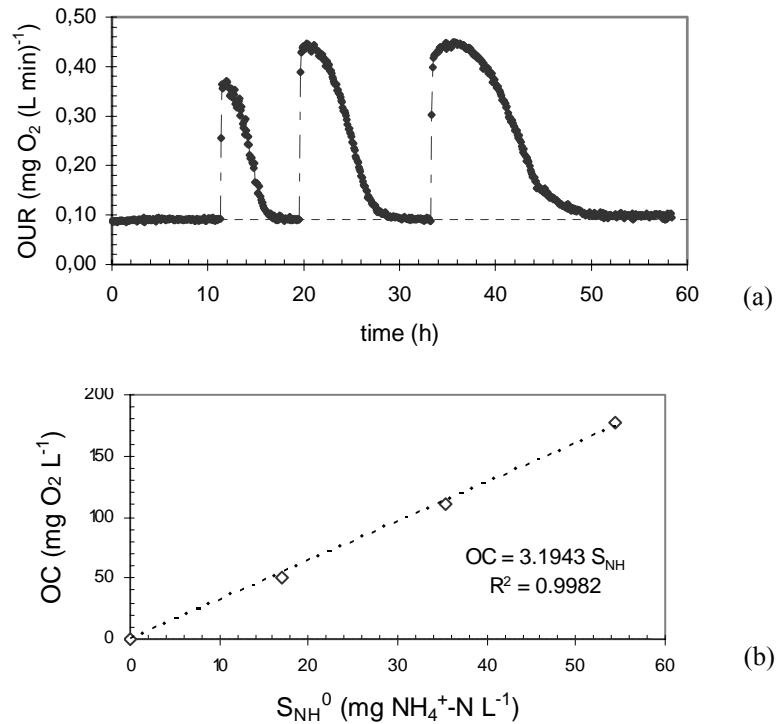 0,50
0,40
0,30
0,20
0,10
0,00
OUR (mg O₂ (L min)⁻¹
0 10 20 30 40 50 60
time (h)
(a)
200
150
100
50
0
OC (mg O₂ L⁻¹)
OC = 3.1943 S_NH
R² = 0.9982
0 10 20 30 40 50 60
S_NH⁰ (mg NH₄⁺-N L⁻¹)
(b)